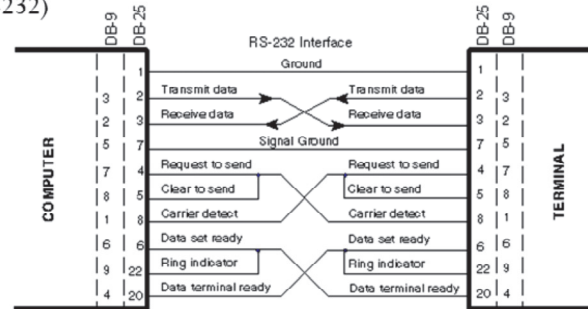 232)
DB-9 DB-25 DB-25 DB-9
RS-232 Interface
1 Ground 1
3 2 Transmit data Transmit data 2 3
2 3 Receive data Receive data 3 2
5 7 Signal Ground 7 5
7 4 Request to send Request to send 4 7
8 5 Clear to send Clear to send 5 8
1 8 Carrier detect Carrier detect 8 1
6 6 Data set ready Data set ready 6 6
9 22 Ring indicator Ring indicator 22 9
4 20 Data terminal ready Data terminal ready 20 4
COMPUTER
TERMINAL